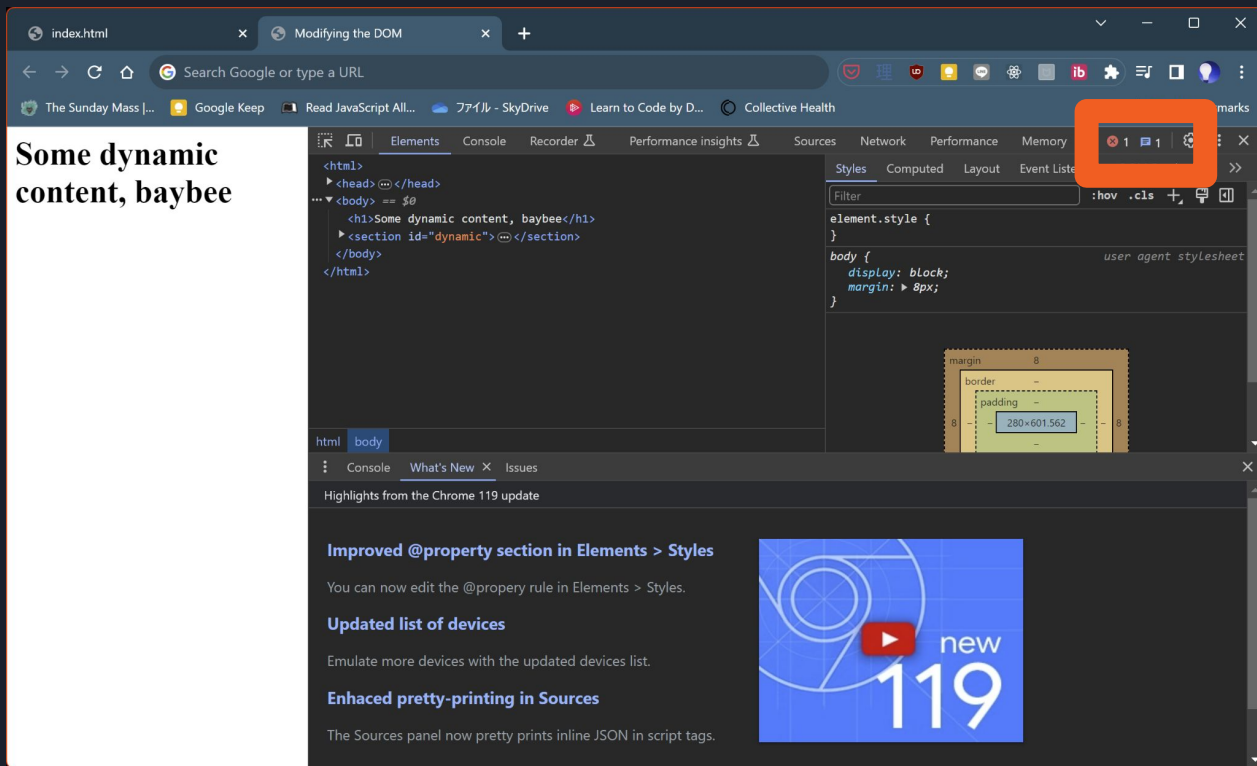 index.html
Modifying the DOM
Search Google or type a URL
The Sunday Mass |...
Google Keep
Read JavaScript All...
ファイル - SkyDrive
Learn to Code by D...
Collective Health
marks
Some dynamic
content, baybee
Elements
Console
Recorder
Performance insights
Sources
Network
Performance
Memory
1
1
<html>
<head> ... </head>
... <body> == $0
<h1>Some dynamic content, baybee</h1>
<section id="dynamic"> ... </section>
</body>
</html>
html body
Styles
Computed
Layout
Event Liste
Filter
:hov .cls
element.style {
}
body {
user agent stylesheet
display: block;
margin: 8px;
}
margin 8
border –
padding –
8 – – 280×601.562 – – 8
–
Console
What's New
Issues
Highlights from the Chrome 119 update
Improved @property section in Elements > Styles
You can now edit the @propery rule in Elements > Styles.
Updated list of devices
Emulate more devices with the updated devices list.
Enhaced pretty-printing in Sources
The Sources panel now pretty prints inline JSON in script tags.
new
119